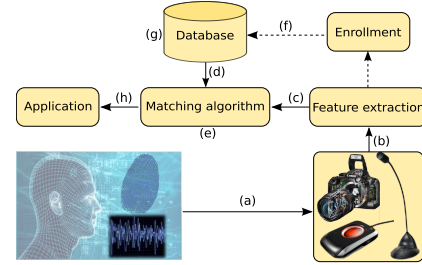 (g)
Database
(f)
Enrollment
(d)
Application
(h)
Matching algorithm
(c)
Feature extraction
(e)
(b)
(a)